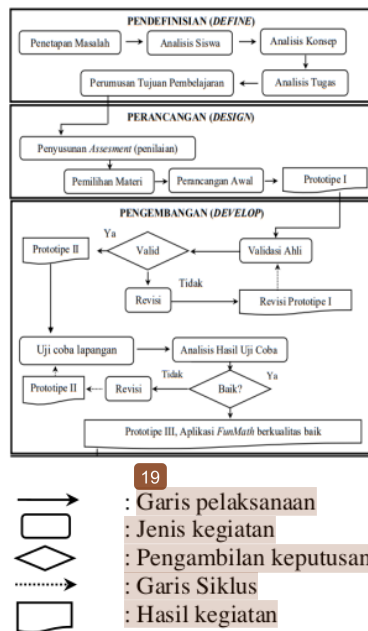 PENDEFINISIAN (DEFINE)
Penetapan Masalah
Analisis Siswa
Analisis Konsep
Perumusan Tujuan Pembelajaran
Analisis Tugas
PERANCANGAN (DESIGN)
Penyusunan Assesment (penilaian)
Pemilihan Materi
Perancangan Awal
Prototipe I
PENGEMBANGAN (DEVELOP)
Ya
Prototipe II
Valid
Validasi Ahli
Tidak
Revisi
Revisi Prototipe I
Uji coba lapangan
Analisis Hasil Uji Coba
Tidak
Ya
Prototipe II
Revisi
Baik?
Prototipe III, Aplikasi FunMath berkualitas baik
19
: Garis pelaksanaan
: Jenis kegiatan
: Pengambilan keputusan
: Garis Siklus
: Hasil kegiatan